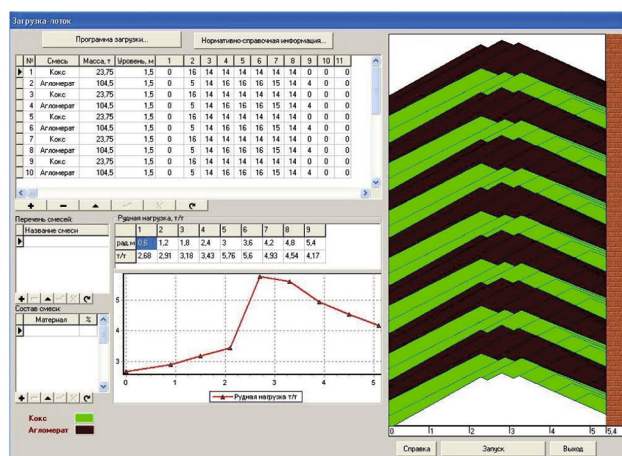 Загрузка-поток
Программа загрузки...
Нормативно-справочная информация...
№ Смесь Масса, т Уровень, м 1 2 3 4 5 6 7 8 9 10 11
1 Кокс 23,75 1,5 0 16 14 14 14 14 14 14 0 0 0
2 Агломерат 104,5 1,5 0 5 14 16 16 16 15 14 4 0 0
3 Кокс 23,75 1,5 0 16 14 14 14 14 14 14 0 0 0
4 Агломерат 104,5 1,5 0 5 14 16 16 16 15 14 4 0 0
5 Кокс 23,75 1,5 0 16 14 14 14 14 14 14 0 0 0
6 Агломерат 104,5 1,5 0 5 14 16 16 16 15 14 4 0 0
7 Кокс 23,75 1,5 0 16 14 14 14 14 14 14 0 0 0
8 Агломерат 104,5 1,5 0 5 14 16 16 16 15 14 4 0 0
9 Кокс 23,75 1,5 0 16 14 14 14 14 14 14 0 0 0
10 Агломерат 104,5 1,5 0 5 14 16 16 16 15 14 4 0 0
Перечень смесей:
Название смеси
Рудная нагрузка, т/т
1 2 3 4 5 6 7 8 9
рад,м 0,6 1,2 1,8 2,4 3 3,6 4,2 4,8 5,4
т/т 2,68 2,91 3,18 3,43 5,76 5,6 4,93 4,54 4,17
5
4
3
0 1 2 3 4 5
Рудная нагрузка т/т
Состав смеси:
Материал %
Кокс
Агломерат
0 1 2 3 4 5 5,4
Справка
Запуск
Выход